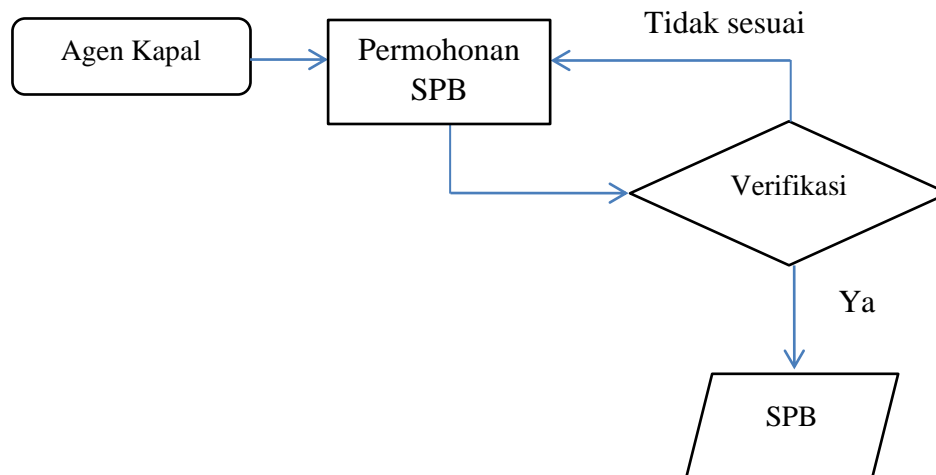 Tidak sesuai
Agen Kapal
Permohonan
SPB
Verifikasi
Ya
SPB